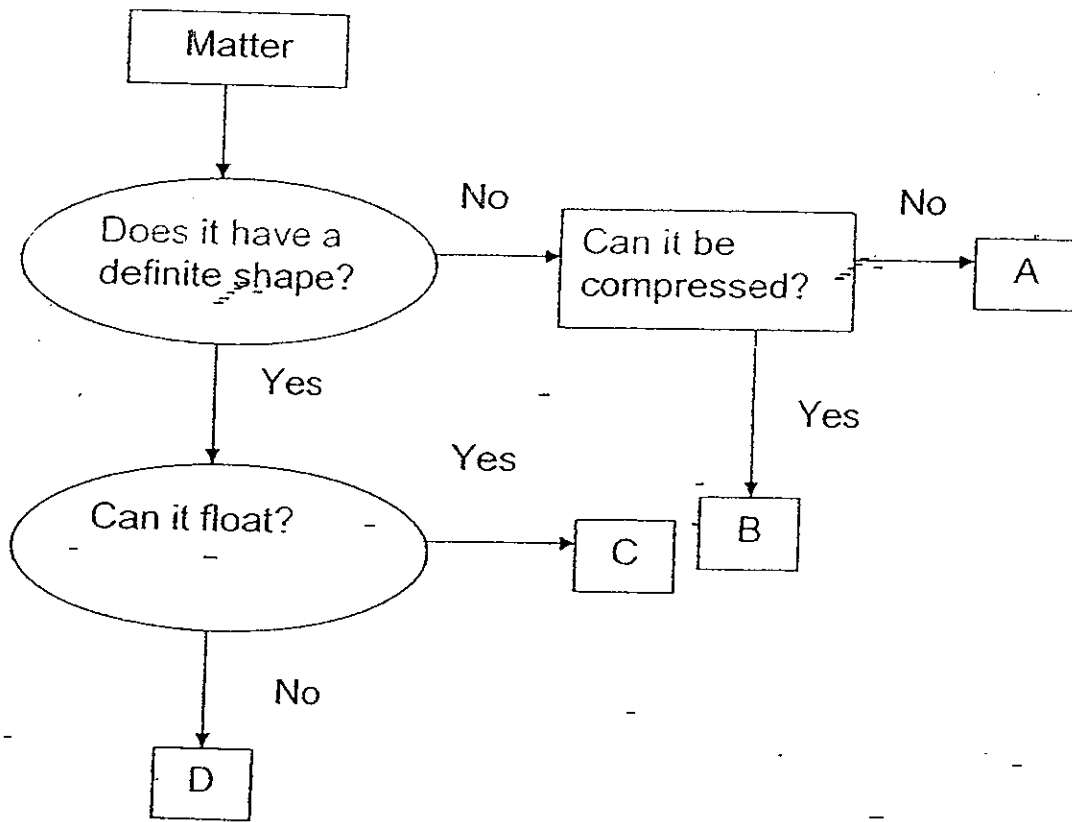 Matter
No
No
Does it have a
definite shape?
Can it be
compressed?
A
Yes
Yes
Yes
Can it float?
C
B
No
D